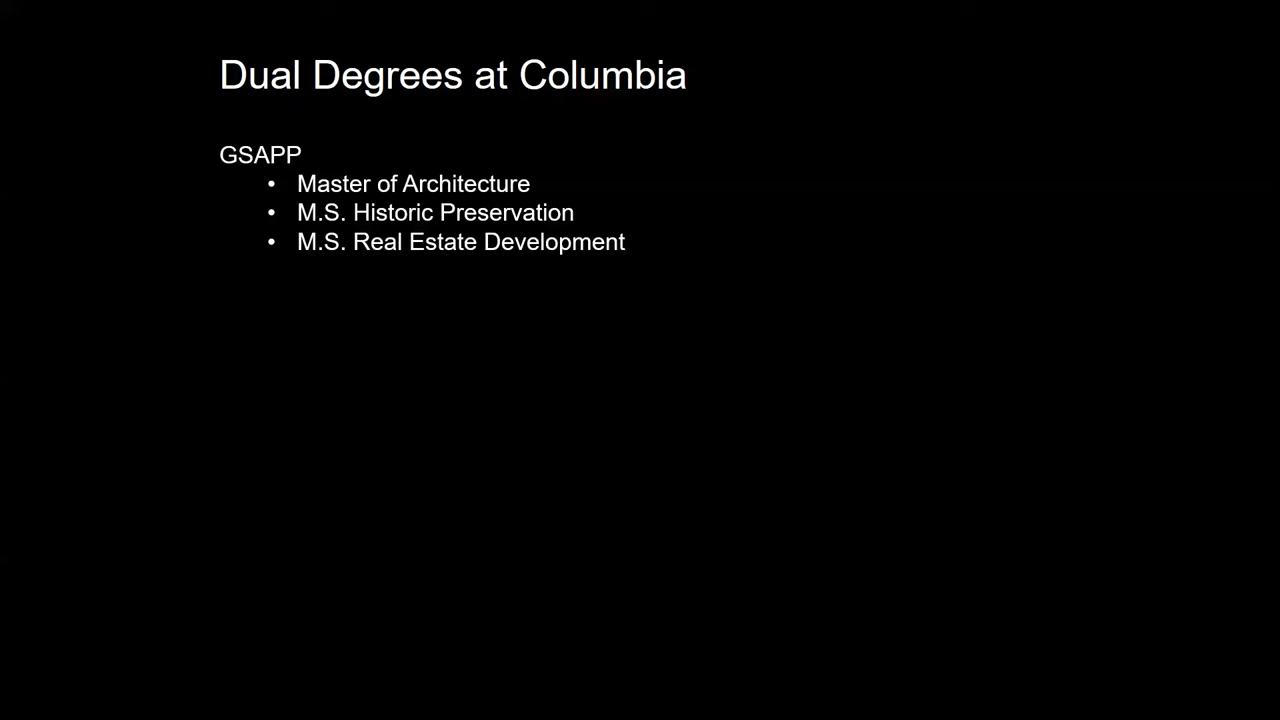 Dual Degrees at Columbia
GSAPP
• Master of Architecture
• M.S. Historic Preservation
• M.S. Real Estate Development